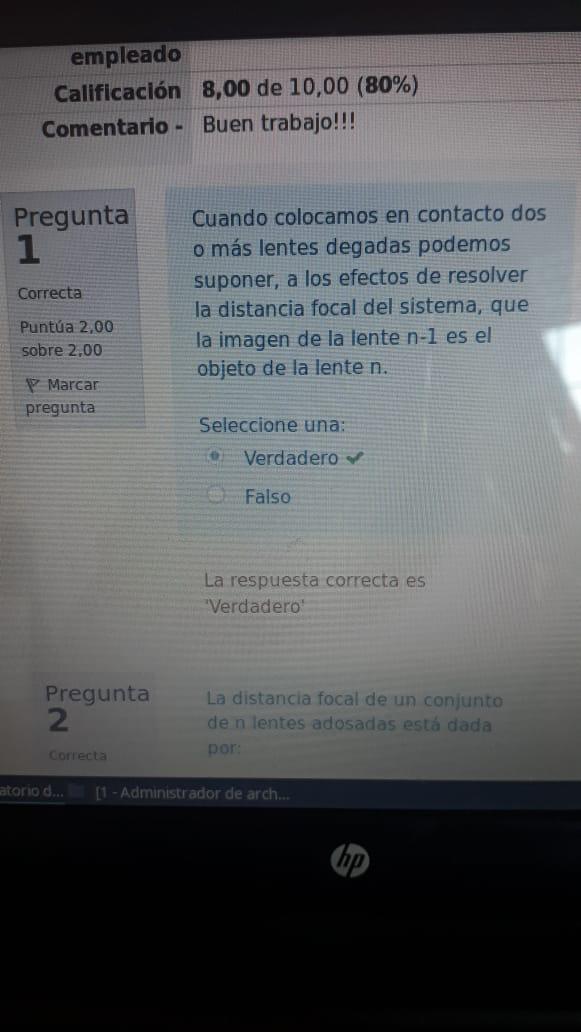 empleado
Calificación 8,00 de 10,00 (80%)
Comentario - Buen trabajo!!!
Pregunta
1
Correcta
Puntúa 2,00
sobre 2,00
Marcar
pregunta
Cuando colocamos en contacto dos
o más lentes degadas podemos
suponer, a los efectos de resolver
la distancia focal del sistema, que
la imagen de la lente n-1 es el
objeto de la lente n.
Seleccione una:
Verdadero
Falso
La respuesta correcta es
'Verdadero'
Pregunta
2
Correcta
La distancia focal de un conjunto
de n lentes adosadas está dada
por:
atorio d... [1 - Administrador de arch...
hp